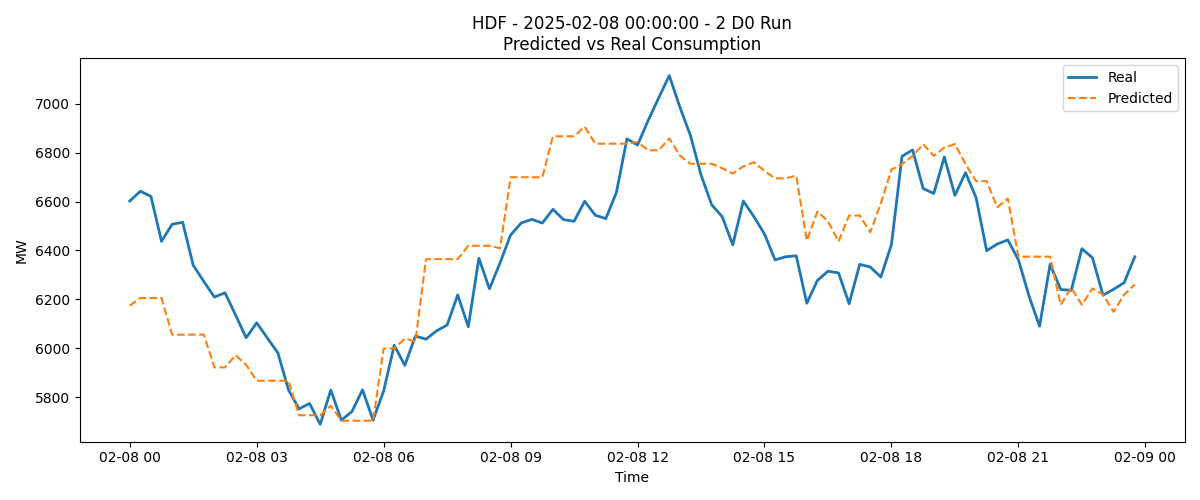 HDF - 2025-02-08 00:00:00 - 2 D0 Run
Predicted vs Real Consumption
Real
Predicted
7000
6800
6600
6400
6200
6000
5800
MW
02-08 00
02-08 03
02-08 06
02-08 09
02-08 12
02-08 15
02-08 18
02-08 21
02-09 00
Time